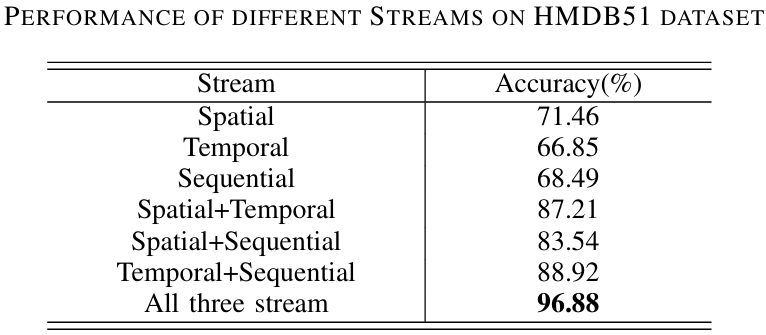 PERFORMANCE OF DIFFERENT STREAMS ON HMDB51 DATASET
Stream Accuracy(%)
Spatial 71.46
Temporal 66.85
Sequential 68.49
Spatial+Temporal 87.21
Spatial+Sequential 83.54
Temporal+Sequential 88.92
All three stream 96.88